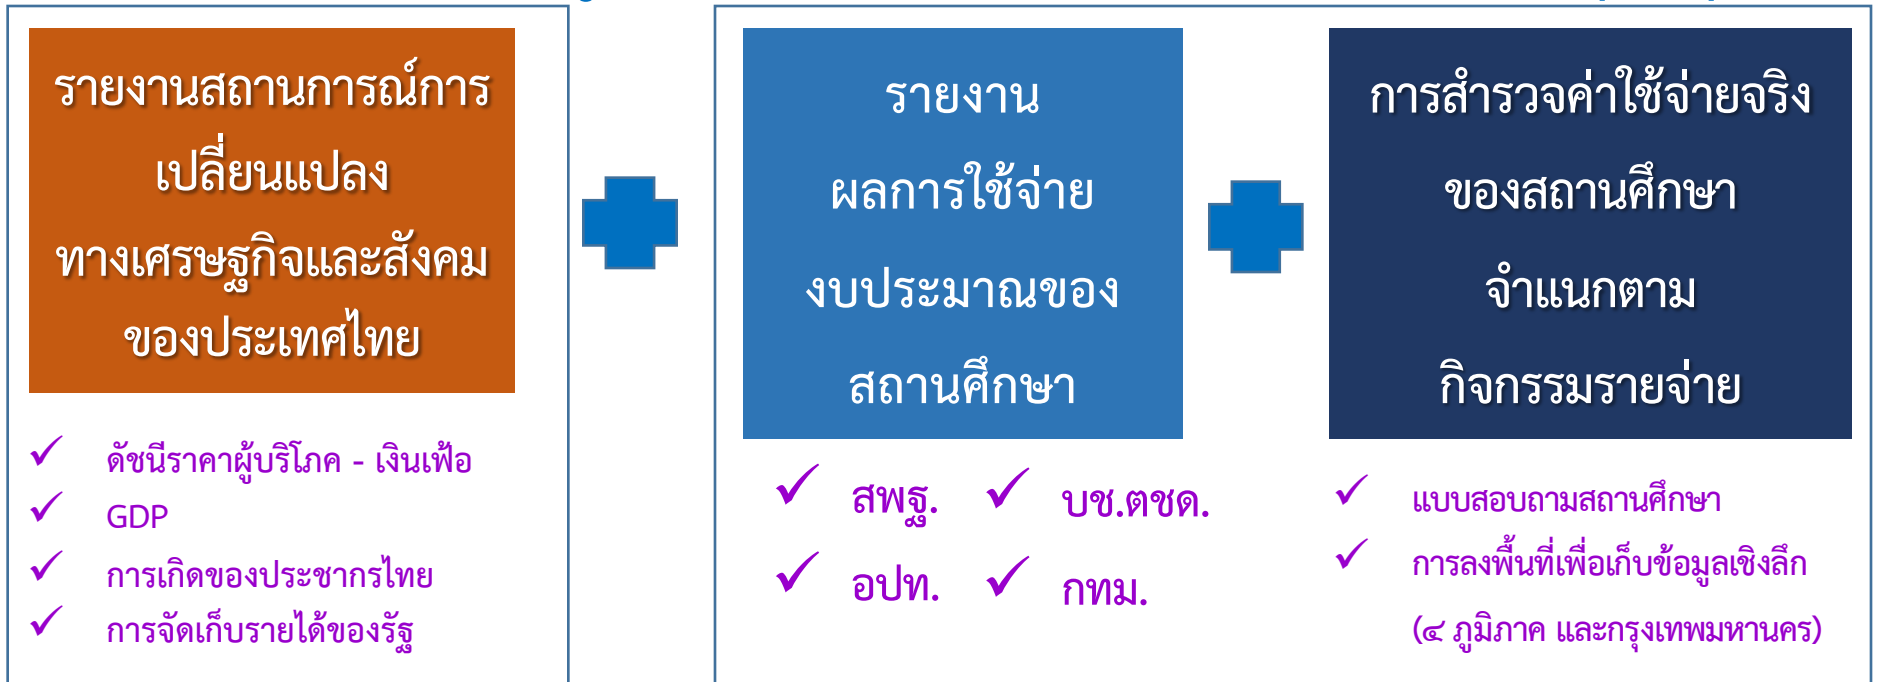 รายงานสถานการณ์การ
เปลี่ยนแปลง
ทางเศรษฐกิจและสังคม
ของประเทศไทย
ดัชนีราคาผู้บริโภค - เงินเฟ้อ
GDP
การเกิดของประชากรไทย
การจัดเก็บรายได้ของรัฐ
รายงาน
ผลการใช้จ่าย
งบประมาณของ
สถานศึกษา
สพฐ.
บช.ตชด.
อปท.
กทม.
การสำรวจค่าใช้จ่ายจริง
ของสถานศึกษา
จำแนกตาม
กิจกรรมรายจ่าย
แบบสอบถามสถานศึกษา
การลงพื้นที่เพื่อเก็บข้อมูลเชิงลึก
(๔ ภูมิภาค และกรุงเทพมหานคร)